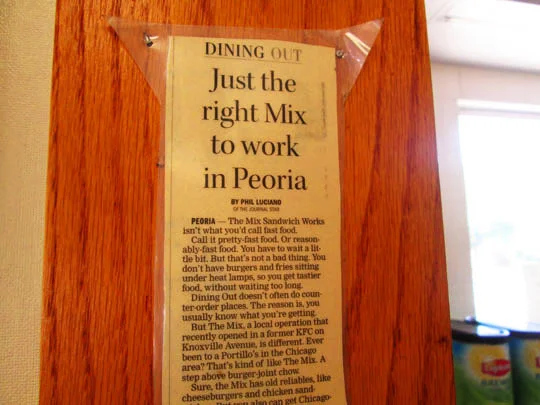 DINING OUT
Just the
right Mix
to work
in Peoria
BY PHIL LUCIANO
OF THE JOURNAL STAR
PEORIA — The Mix Sandwich Works
isn't what you'd call fast food.
Call it pretty-fast food. Or reason-
ably-fast food. You have to wait a lit-
tle bit. But that's not a bad thing. You
don't have burgers and fries sitting
under heat lamps, so you get tastier
food, without waiting too long.
Dining Out doesn't often do coun-
ter-order places. The reason is, you
usually know what you're getting.
But The Mix, a local operation that
recently opened in a former KFC on
Knoxville Avenue, is different. Ever
been to a Portillo's in the Chicago
area? That's kind of like The Mix. A
step above burger-joint chow.
Sure, the Mix has old reliables, like
cheeseburgers and chicken sand-
But you also can get Chicago-
Lipton